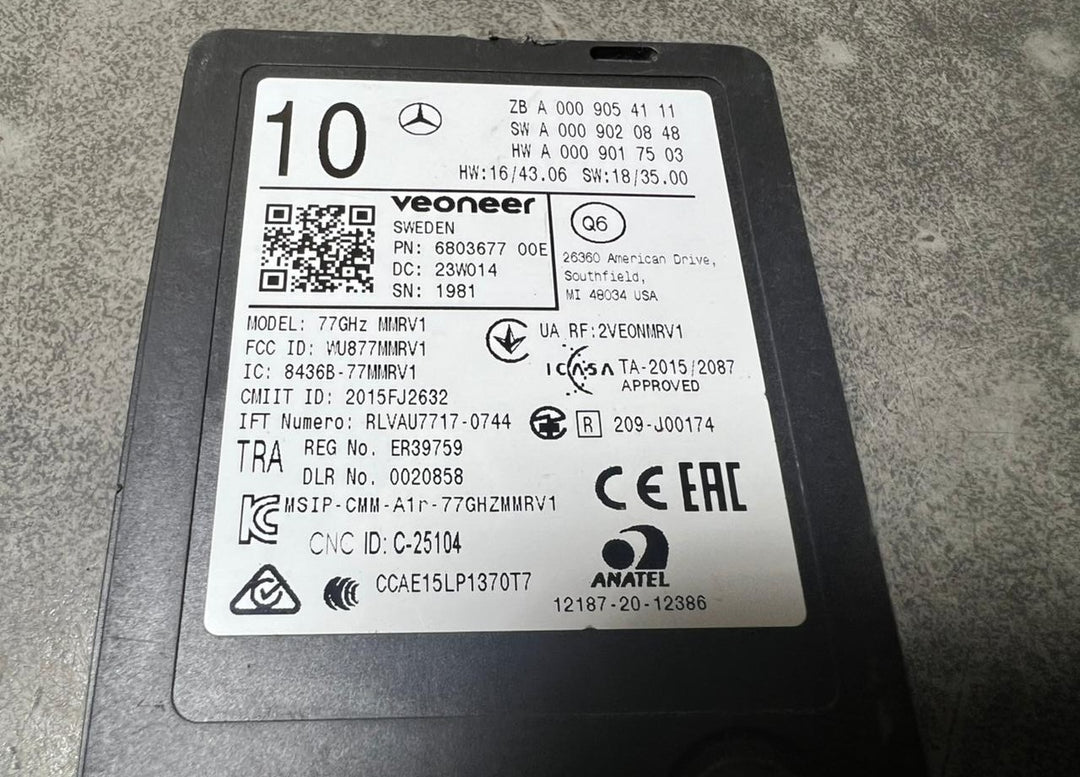 10
ZB A 000 905 41 11
SW A 000 902 08 48
HW A 000 901 75 03
HW:16/43.06 SW:18/35.00
veoneer
SWEDEN
PN: 6803677 00E
DC: 23W014
SN: 1981
Q6
26360 American Drive,
Southfield,
MI 48034 USA
MODEL: 77GHz MMRV1
FCC ID: WU877MMRV1
IC: 8436B-77MMRV1
CMIIT ID: 2015FJ2632
IFT Numero: RLVAU7717-0744
UA RF:2VEONMRV1
ICASA TA-2015/2087
APPROVED
R 209-J00174
TRA REG No. ER39759
DLR No. 0020858
MSIP-CMM-A1r-77GHZMMRV1
CE EAC
CNC ID: C-25104
CCAE15LP1370T7
ANATEL
12187-20-12386